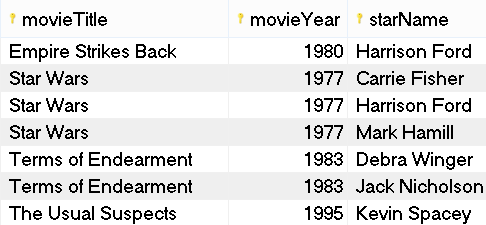 movieTitle movieYear starName
Empire Strikes Back 1980 Harrison Ford
Star Wars 1977 Carrie Fisher
Star Wars 1977 Harrison Ford
Star Wars 1977 Mark Hamill
Terms of Endearment 1983 Debra Winger
Terms of Endearment 1983 Jack Nicholson
The Usual Suspects 1995 Kevin Spacey